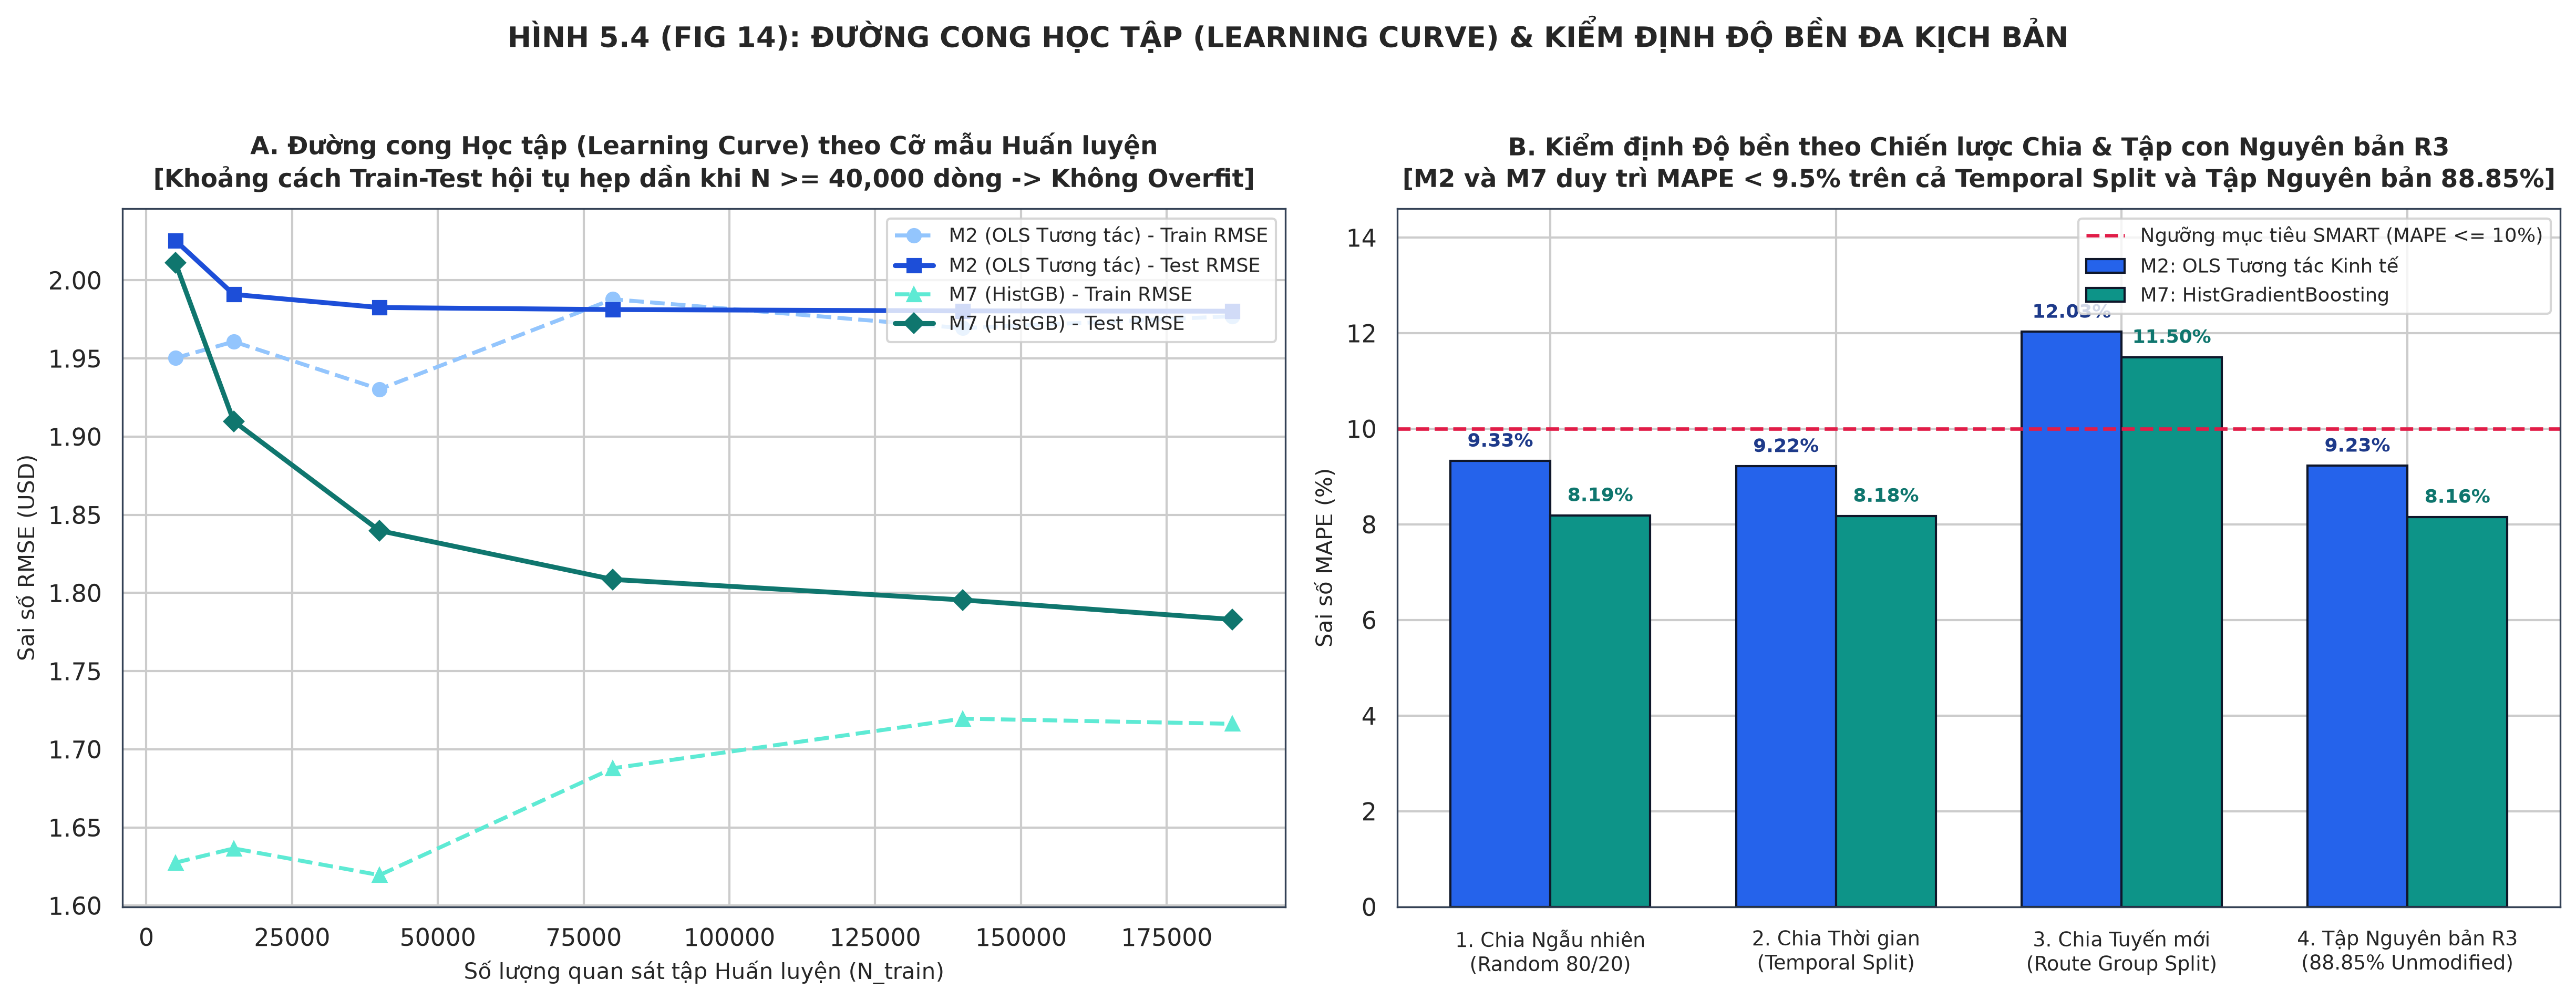 HÌNH 5.4 (FIG 14): ĐƯỜNG CONG HỌC TẬP (LEARNING CURVE) & KIỂM ĐỊNH ĐỘ BỀN ĐA KỊCH BẢN
A. Đường cong Học tập (Learning Curve) theo Cỡ mẫu Huấn luyện
[Khoảng cách Train-Test hội tụ hẹp dần khi N >= 40,000 dòng -> Không Overfit]
M2 (OLS Tương tác) - Train RMSE
M2 (OLS Tương tác) - Test RMSE
M7 (HistGB) - Train RMSE
M7 (HistGB) - Test RMSE
Sai số RMSE (USD)
2.00
1.95
1.90
1.85
1.80
1.75
1.70
1.65
1.60
0 25000 50000 75000 100000 125000 150000 175000
Số lượng quan sát tập Huấn luyện (N_train)
B. Kiểm định Độ bền theo Chiến lược Chia & Tập con Nguyên bản R3
[M2 và M7 duy trì MAPE < 9.5% trên cả Temporal Split và Tập Nguyên bản 88.85%]
Ngưỡng mục tiêu SMART (MAPE <= 10%)
M2: OLS Tương tác Kinh tế
M7: HistGradientBoosting
Sai số MAPE (%)
14
12
10
8
6
4
2
0
9.33%
8.19%
9.22%
8.18%
12.03%
11.50%
9.23%
8.16%
1. Chia Ngẫu nhiên
(Random 80/20)
2. Chia Thời gian
(Temporal Split)
3. Chia Tuyến mới
(Route Group Split)
4. Tập Nguyên bản R3
(88.85% Unmodified)